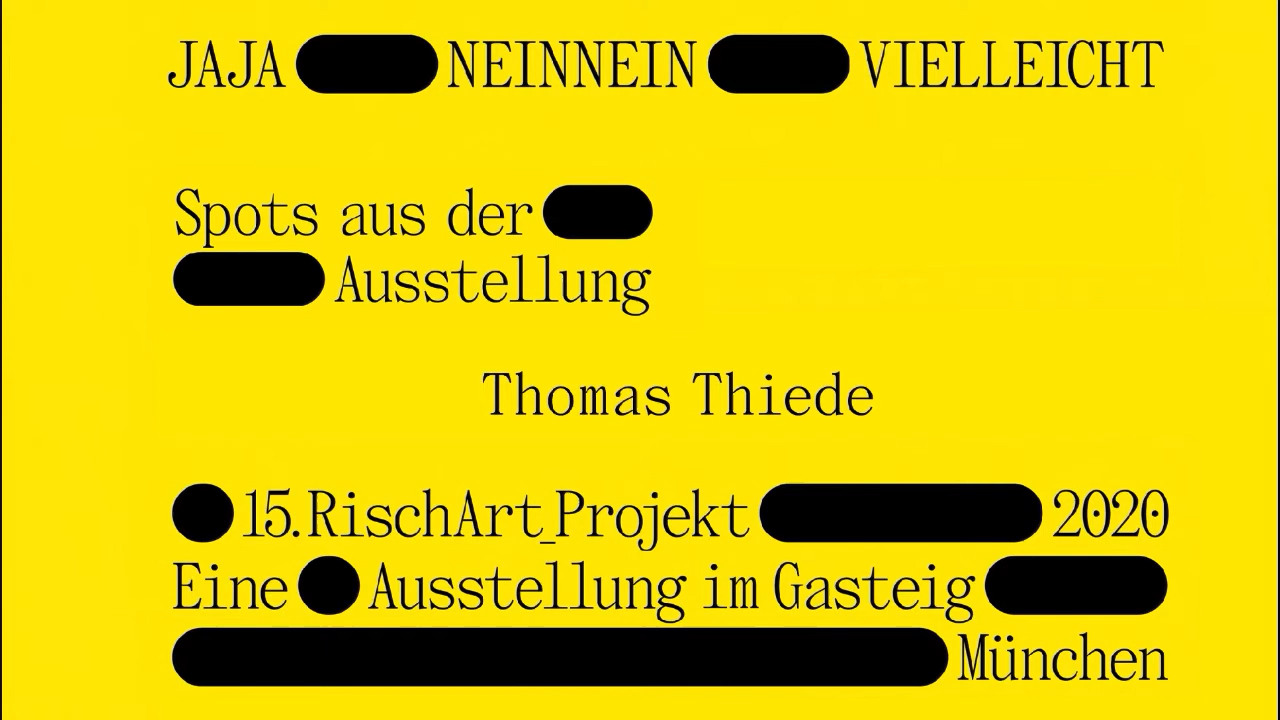 JAJA NEINNEIN VIELLEICHT
Spots aus der
Ausstellung
Thomas Thiede
15.RischArt_Projekt 2020
Eine Ausstellung im Gasteig
München